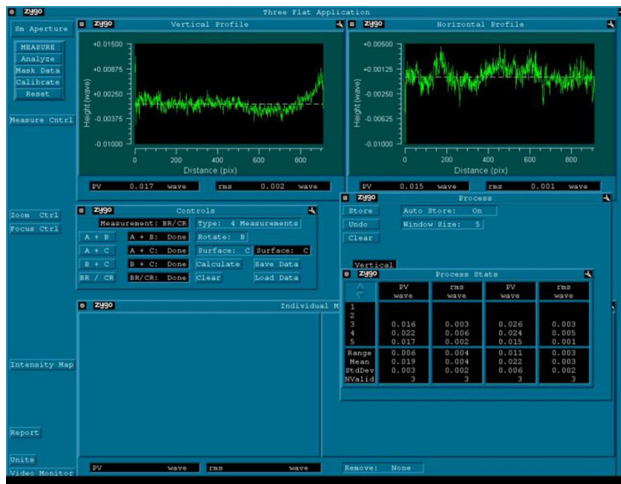 Three Flat Application
zygo
8m Aperture
MEASURE
Analyze
Mask Data
Calibrate
Reset
Measure Cntrl
Zoom Ctrl
Focus Ctrl
Intensity Map
Report
Units
Video Monitor
zygo Vertical Profile
+0.01500
+0.00875
+0.00250
-0.00375
-0.01000
Height (wave)
0 200 400 600 800
Distance (pix)
PV 0.017 wave rms 0.002 wave
zygo Horizontal Profile
+0.00500
+0.00125
-0.00250
-0.00625
-0.01000
Height (wave)
0 200 400 600 800
Distance (pix)
PV 0.015 wave rms 0.001 wave
zygo Controls
Measurement: BR/CR Type: 4 Measurements
A + B A + B: Done Rotate: B
A + C A + C: Done Surface: C Surface: C
B + C B + C: Done Calculate Save Data
BR / CR BR/CR: Done Clear Load Data
zygo Process
Store Auto Store: On
Undo Window Size: 5
Clear
Vertical
zygo Process Stats
PV rms PV rms
wave wave wave wave
1
2
3 0.016 0.003 0.026 0.003
4 0.022 0.006 0.024 0.005
5 0.017 0.002 0.015 0.001
Range 0.006 0.004 0.011 0.003
Mean 0.019 0.004 0.022 0.003
StdDev 0.003 0.002 0.006 0.002
NValid 3 3 3 3
zygo Individual M
PV wave rms wave
Remove: None